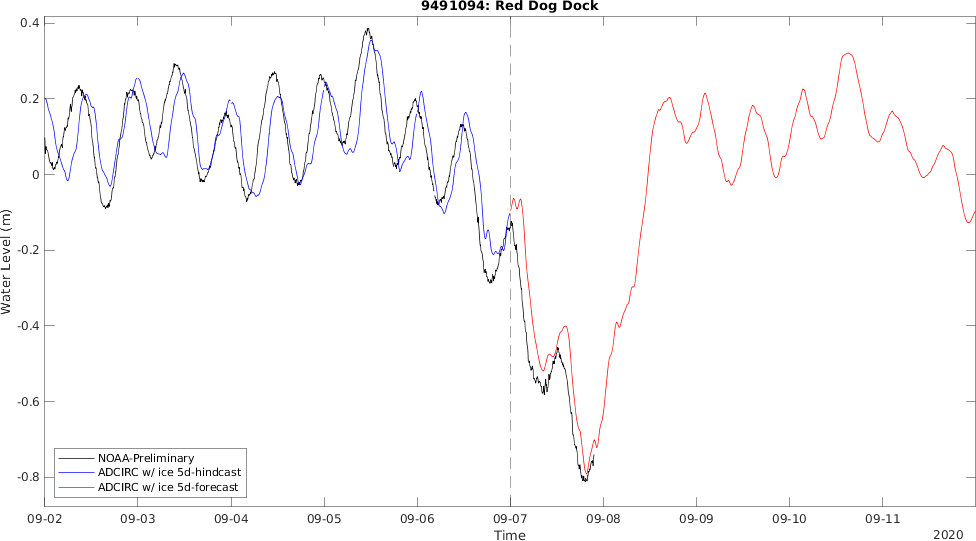 9491094: Red Dog Dock
Water Level (m)
0.4
0.2
0
-0.2
-0.4
-0.6
-0.8
NOAA-Preliminary
ADCIRC w/ ice 5d-hindcast
ADCIRC w/ ice 5d-forecast
09-02 09-03 09-04 09-05 09-06 09-07 09-08 09-09 09-10 09-11
Time
2020